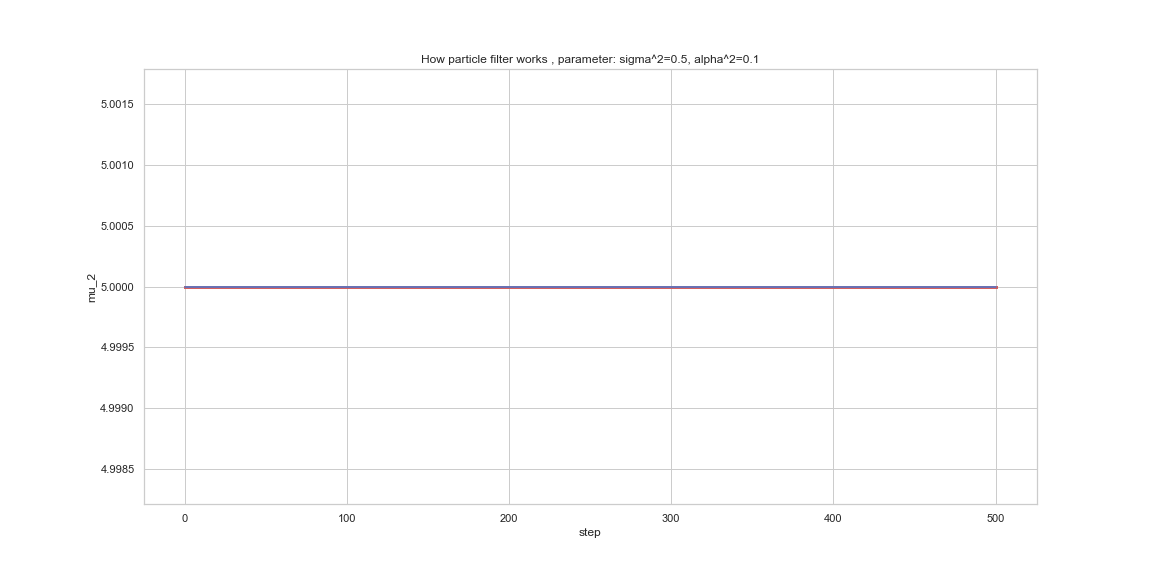 How particle filter works , parameter: sigma^2=0.5, alpha^2=0.1
5.0015
5.0010
5.0005
5.0000
4.9995
4.9990
4.9985
mu_2
0 100 200 300 400 500
step